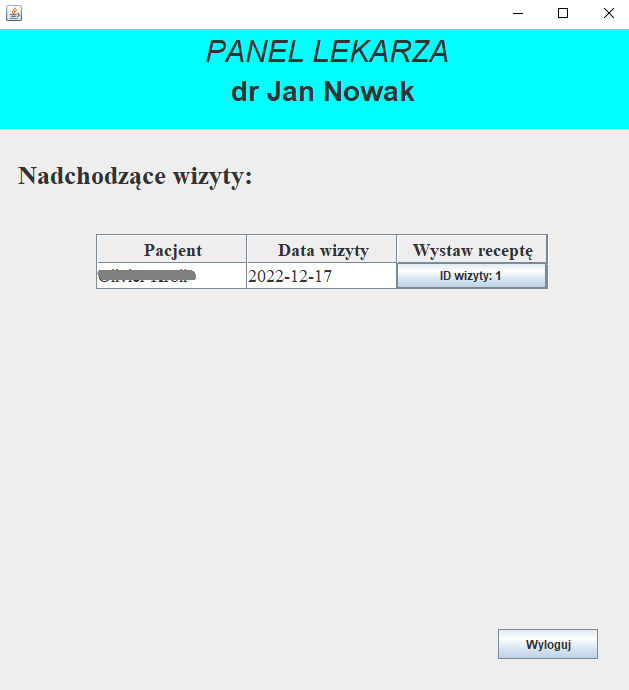 PANEL LEKARZA
dr Jan Nowak
Nadchodzące wizyty:
Pacjent Data wizyty Wystaw receptę
2022-12-17 ID wizyty: 1
Wyloguj